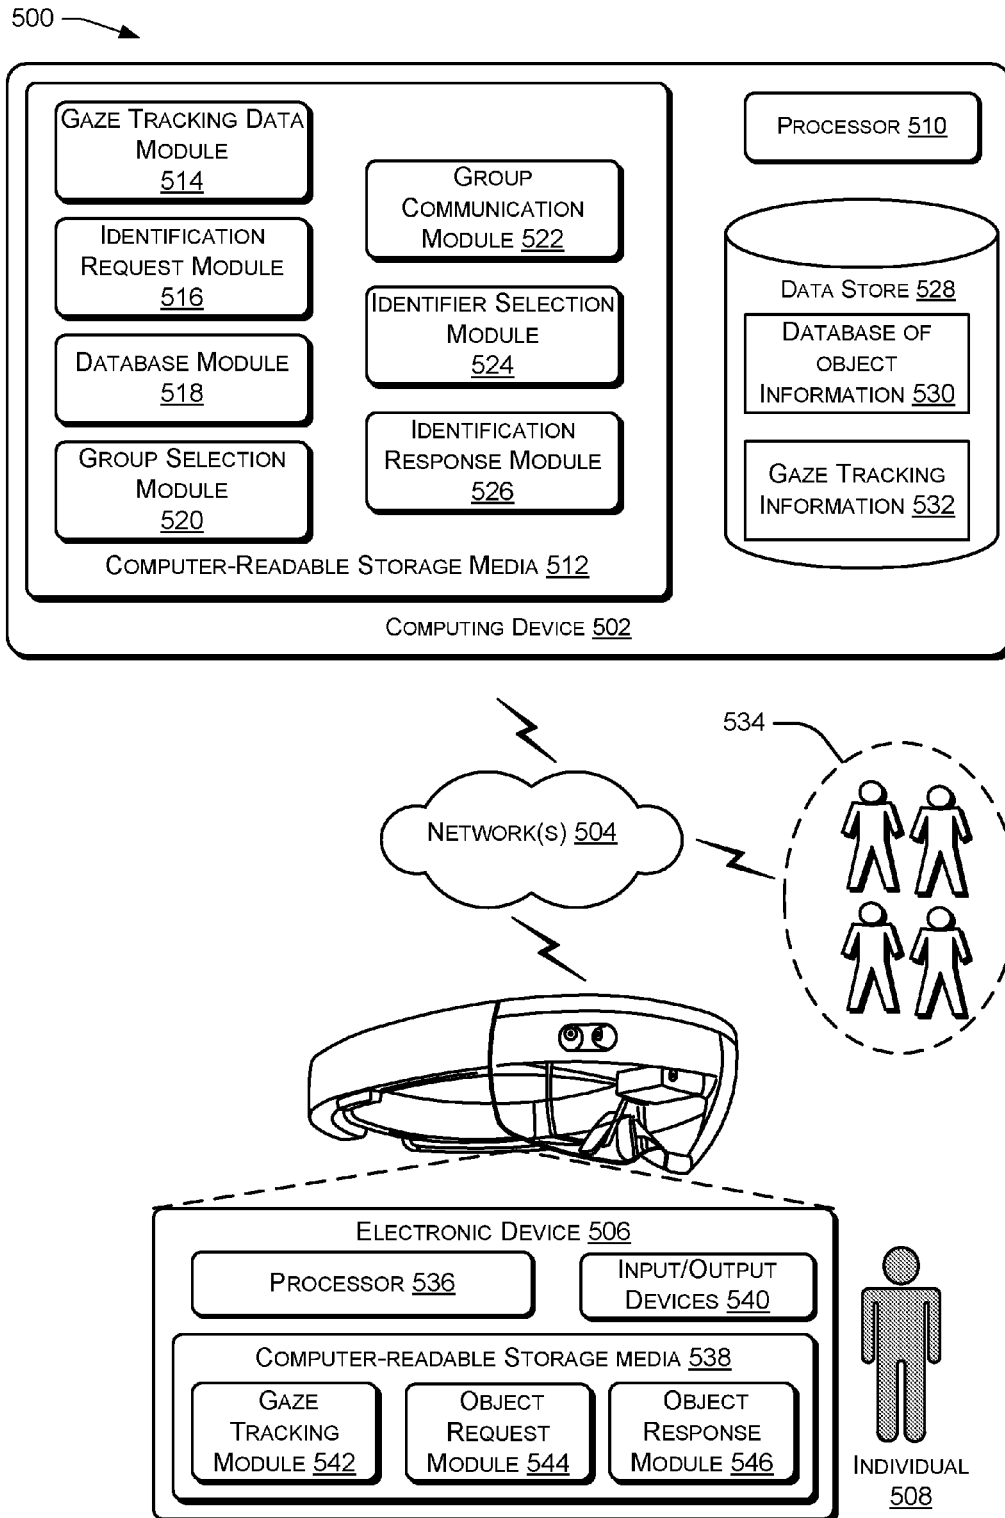 500
GAZE TRACKING DATA
MODULE
514
IDENTIFICATION
REQUEST MODULE
516
DATABASE MODULE
518
GROUP SELECTION
MODULE
520
GROUP
COMMUNICATION
MODULE 522
IDENTIFIER SELECTION
MODULE
524
IDENTIFICATION
RESPONSE MODULE
526
COMPUTER-READABLE STORAGE MEDIA 512
PROCESSOR 510
DATA STORE 528
DATABASE OF
OBJECT
INFORMATION 530
GAZE TRACKING
INFORMATION 532
COMPUTING DEVICE 502
534
NETWORK(S) 504
ELECTRONIC DEVICE 506
PROCESSOR 536
INPUT/OUTPUT
DEVICES 540
COMPUTER-READABLE STORAGE MEDIA 538
GAZE
TRACKING
MODULE 542
OBJECT
REQUEST
MODULE 544
OBJECT
RESPONSE
MODULE 546
INDIVIDUAL
508